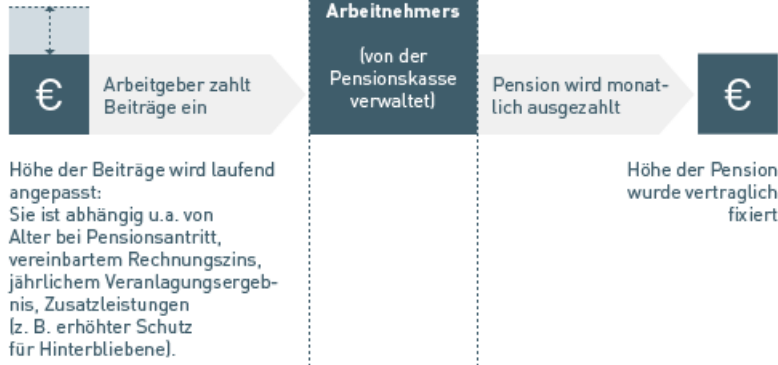 Arbeitnehmers
(von der
Pensionskasse
verwaltet)
€
Arbeitgeber zahlt
Beiträge ein
Pension wird monat-
lich ausgezahlt
€
Höhe der Beiträge wird laufend
angepasst:
Sie ist abhängig u.a. von
Alter bei Pensionsantritt,
vereinbartem Rechnungszins,
jährlichem Veranlagungsergeb-
nis, Zusatzleistungen
(z. B. erhöhter Schutz
für Hinterbliebene).
Höhe der Pension
wurde vertraglich
fixiert